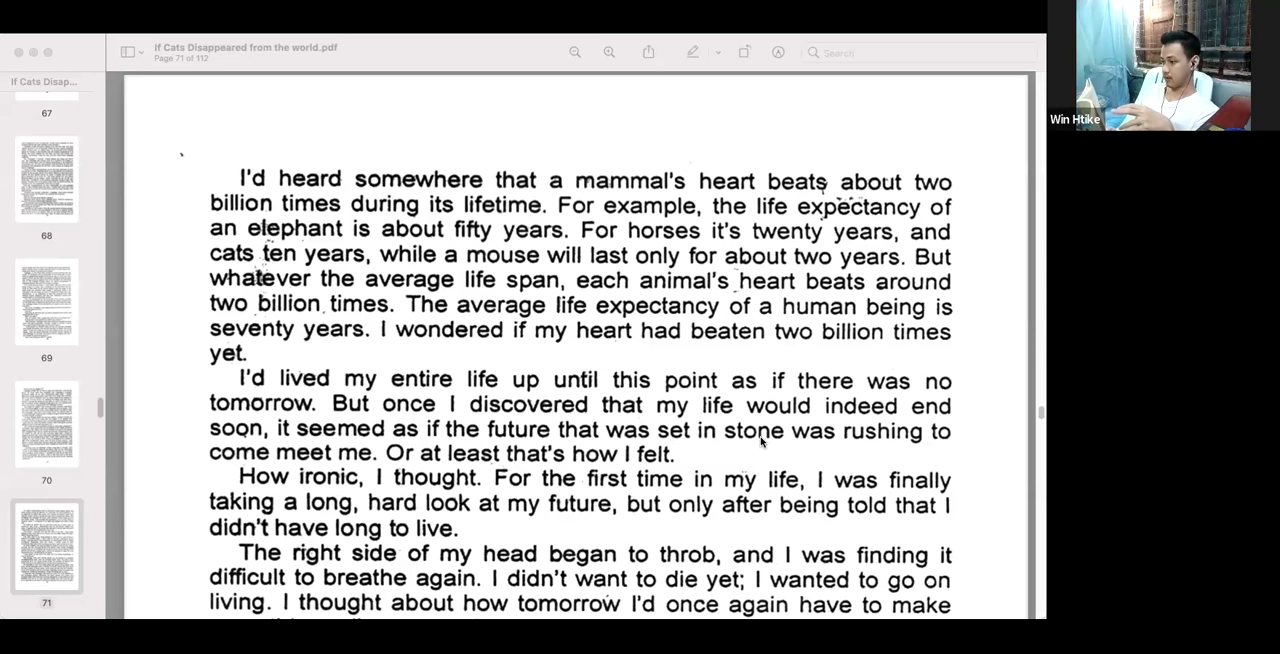 If Cats Disappeared from the world.pdf
Page 71 of 112
Search
If Cats Disap...
67
68
69
70
71
Win Htike
I'd heard somewhere that a mammal's heart beats about two
billion times during its lifetime. For example, the life expectancy of
an elephant is about fifty years. For horses it's twenty years, and
cats ten years, while a mouse will last only for about two years. But
whatever the average life span, each animal's heart beats around
two billion times. The average life expectancy of a human being is
seventy years. I wondered if my heart had beaten two billion times
yet.
I'd lived my entire life up until this point as if there was no
tomorrow. But once I discovered that my life would indeed end
soon, it seemed as if the future that was set in stone was rushing to
come meet me. Or at least that's how I felt.
How ironic, I thought. For the first time in my life, I was finally
taking a long, hard look at my future, but only after being told that I
didn't have long to live.
The right side of my head began to throb, and I was finding it
difficult to breathe again. I didn't want to die yet; I wanted to go on
living. I thought about how tomorrow I'd once again have to make